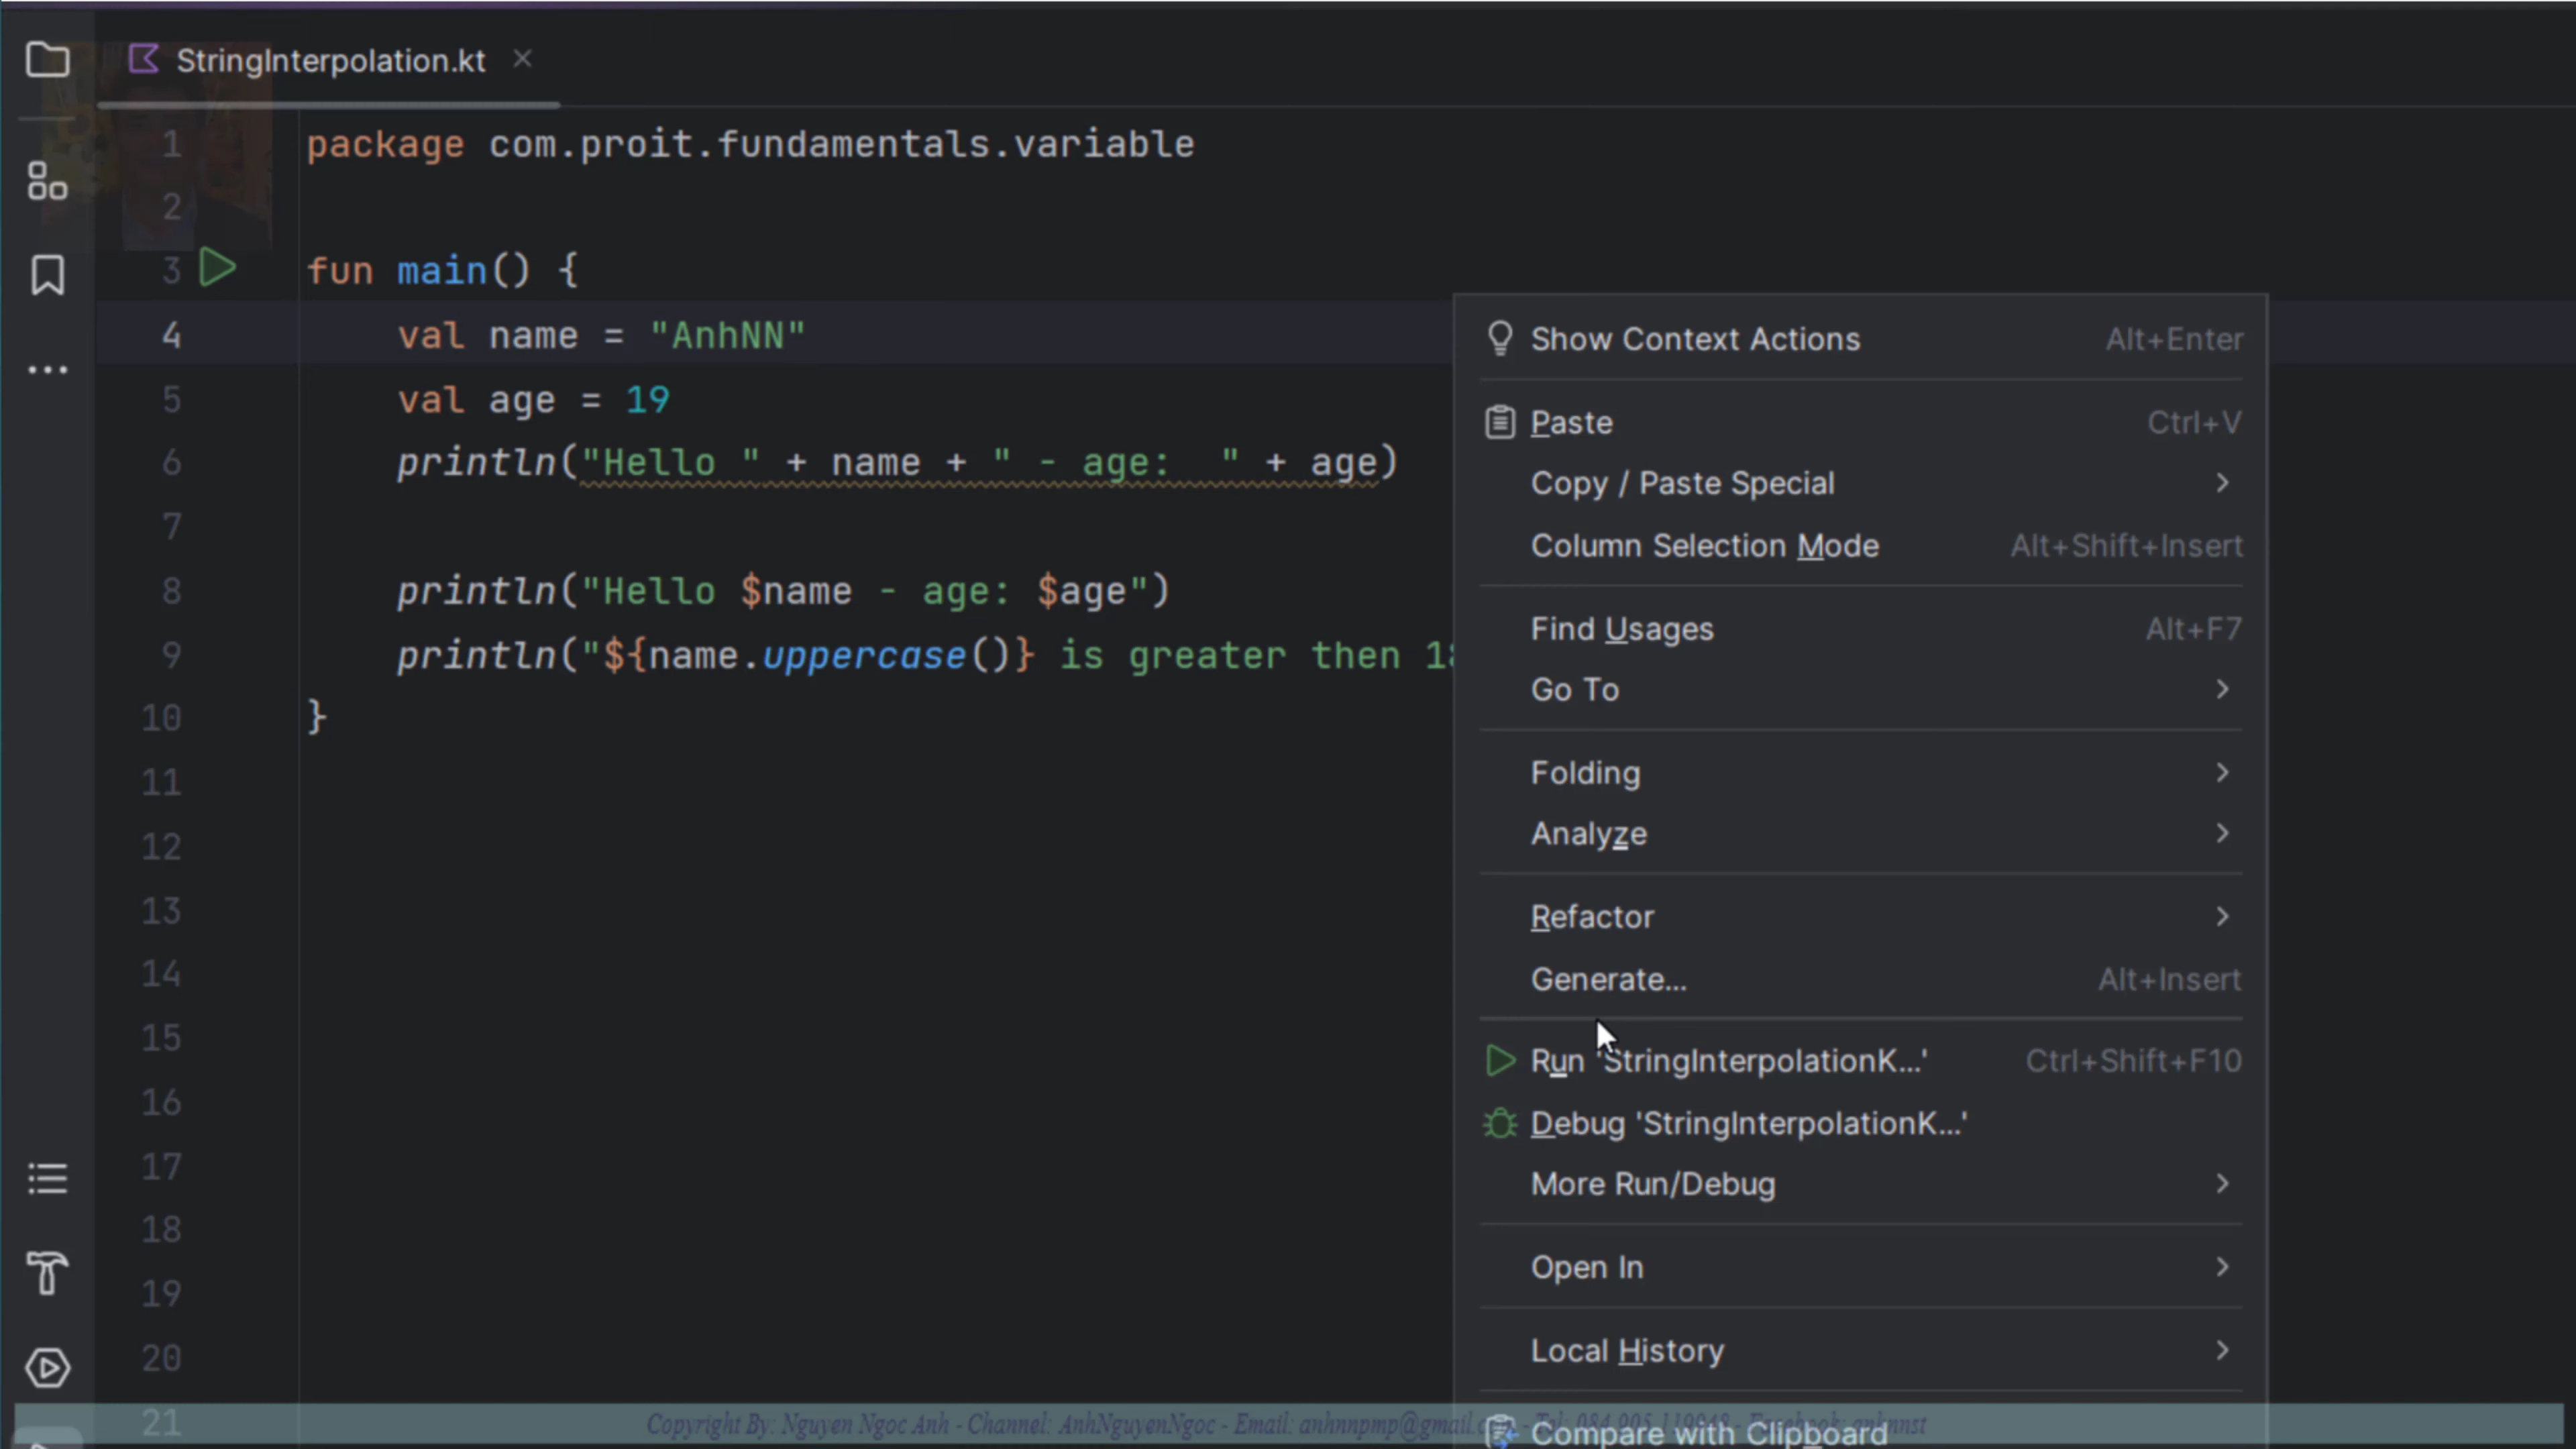 StringInterpolation.kt
1 package com.proit.fundamentals.variable
2
3 fun main() {
4 val name = "AnhNN"
5 val age = 19
6 println("Hello " + name + " - age:  " + age)
7
8 println("Hello $name - age: $age")
9 println("${name.uppercase()} is greater then 18
10 }
11
12
13
14
15
16
17
18
19
20
21
Show Context Actions Alt+Enter
Paste Ctrl+V
Copy / Paste Special
Column Selection Mode Alt+Shift+Insert
Find Usages Alt+F7
Go To
Folding
Analyze
Refactor
Generate... Alt+Insert
Run 'StringInterpolationK...' Ctrl+Shift+F10
Debug 'StringInterpolationK...'
More Run/Debug
Open In
Local History
Compare with Clipboard
Copyright By: Nguyen Ngoc Anh - Channel: AnhNguyenNgoc - Email: